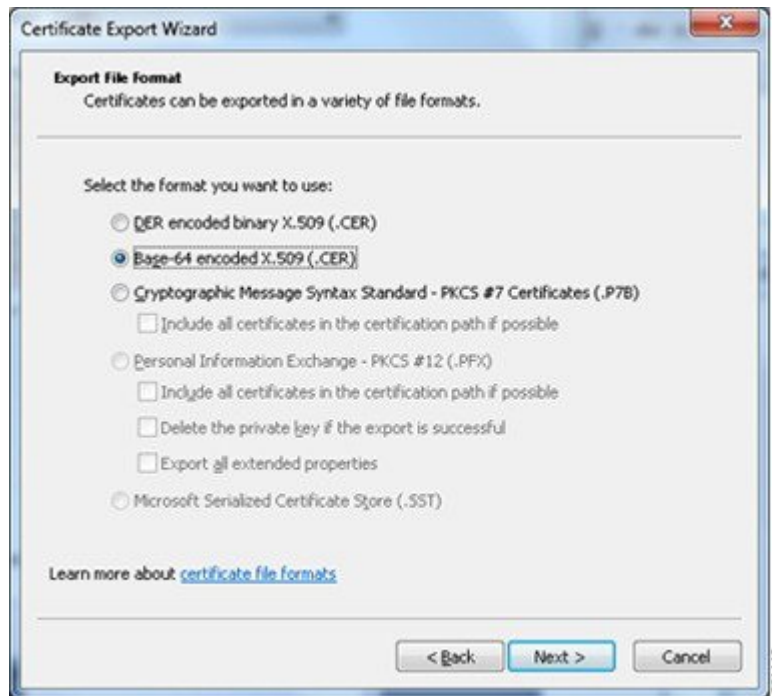 Certificate Export Wizard
Export File Format
Certificates can be exported in a variety of file formats.
Select the format you want to use:
DER encoded binary X.509 (.CER)
Base-64 encoded X.509 (.CER)
Cryptographic Message Syntax Standard - PKCS #7 Certificates (.P7B)
Include all certificates in the certification path if possible
Personal Information Exchange - PKCS #12 (.PFX)
Include all certificates in the certification path if possible
Delete the private key if the export is successful
Export all extended properties
Microsoft Serialized Certificate Store (.SST)
Learn more about certificate file formats
< Back Next > Cancel